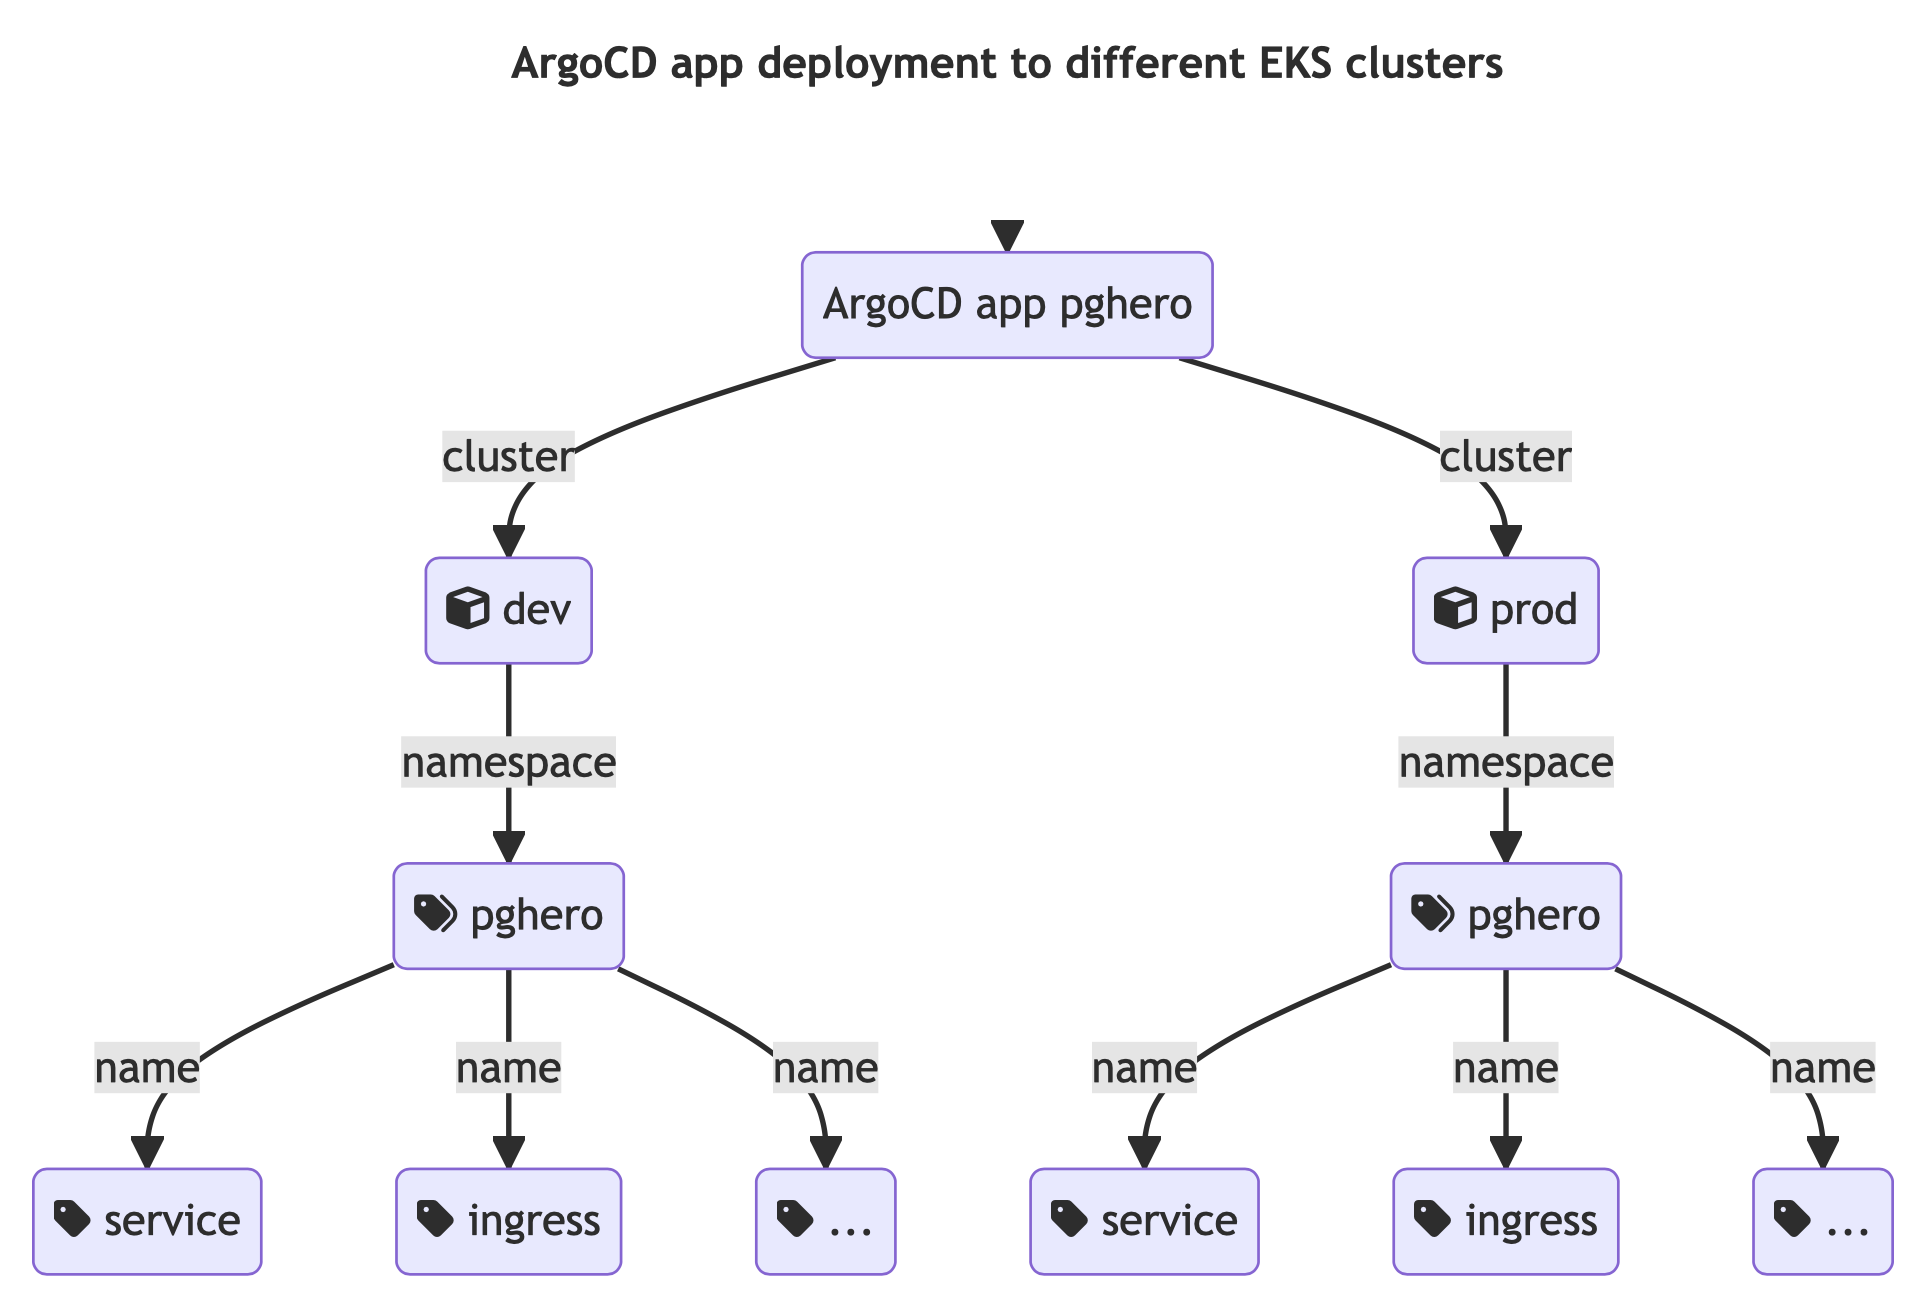 ArgoCD app deployment to different EKS clusters
ArgoCD app pghero
cluster
cluster
dev
prod
namespace
namespace
pghero
pghero
name
name
name
name
name
name
service
ingress
...
service
ingress
...